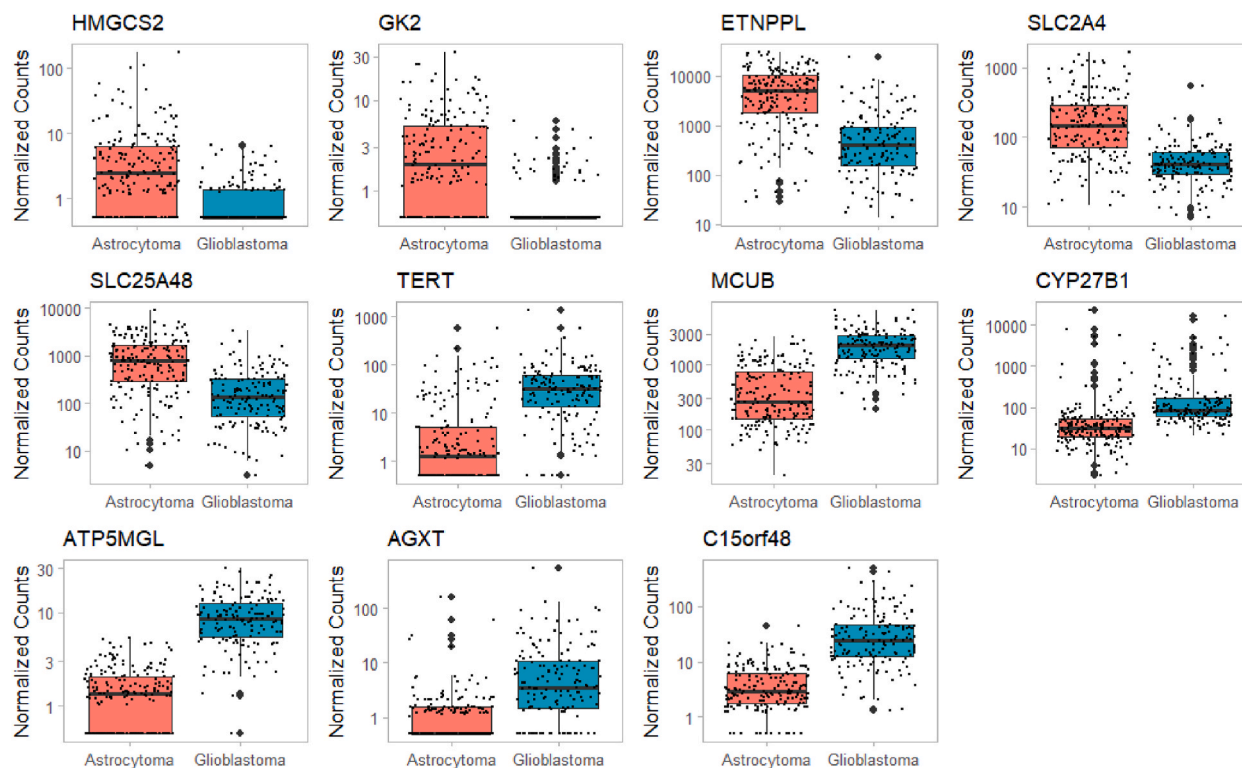 HMGCS2
Normalized Counts
100
10
1
Astrocytoma Glioblastoma
GK2
Normalized Counts
30
10
3
1
Astrocytoma Glioblastoma
ETNPPL
Normalized Counts
10000
1000
100
10
Astrocytoma Glioblastoma
SLC2A4
Normalized Counts
1000
100
10
Astrocytoma Glioblastoma
SLC25A48
Normalized Counts
10000
1000
100
10
Astrocytoma Glioblastoma
TERT
Normalized Counts
1000
100
10
1
Astrocytoma Glioblastoma
MCUB
Normalized Counts
3000
1000
300
100
30
Astrocytoma Glioblastoma
CYP27B1
Normalized Counts
10000
1000
100
10
Astrocytoma Glioblastoma
ATP5MGL
Normalized Counts
30
10
3
1
Astrocytoma Glioblastoma
AGXT
Normalized Counts
100
10
1
Astrocytoma Glioblastoma
C15orf48
Normalized Counts
100
10
1
Astrocytoma Glioblastoma